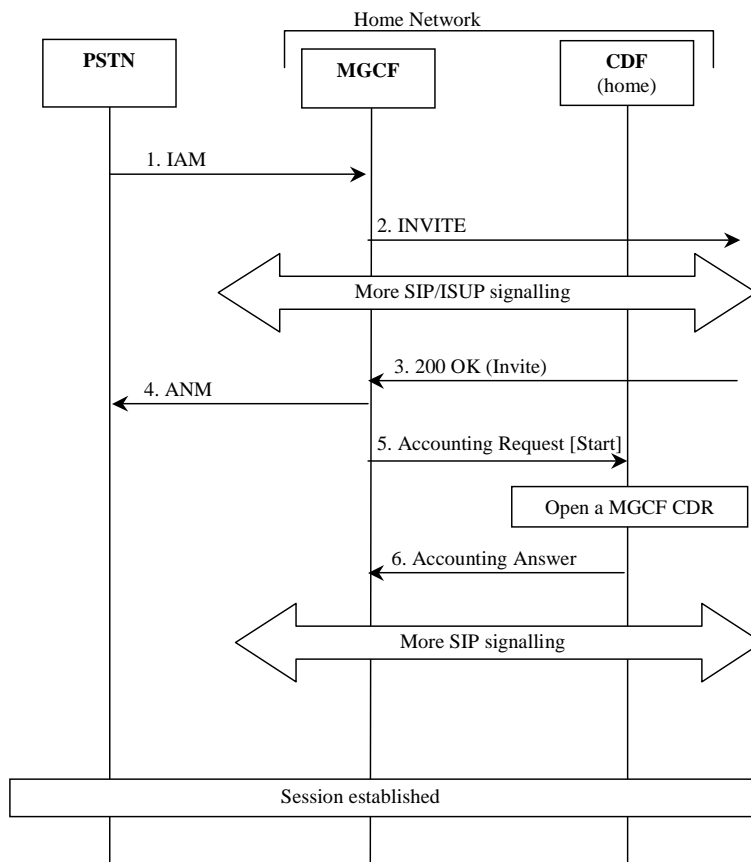 Home Network
PSTN
MGCF
CDF
(home)
1. IAM
2. INVITE
More SIP/ISUP signalling
3. 200 OK (Invite)
4. ANM
5. Accounting Request [Start]
Open a MGCF CDR
6. Accounting Answer
More SIP signalling
Session established